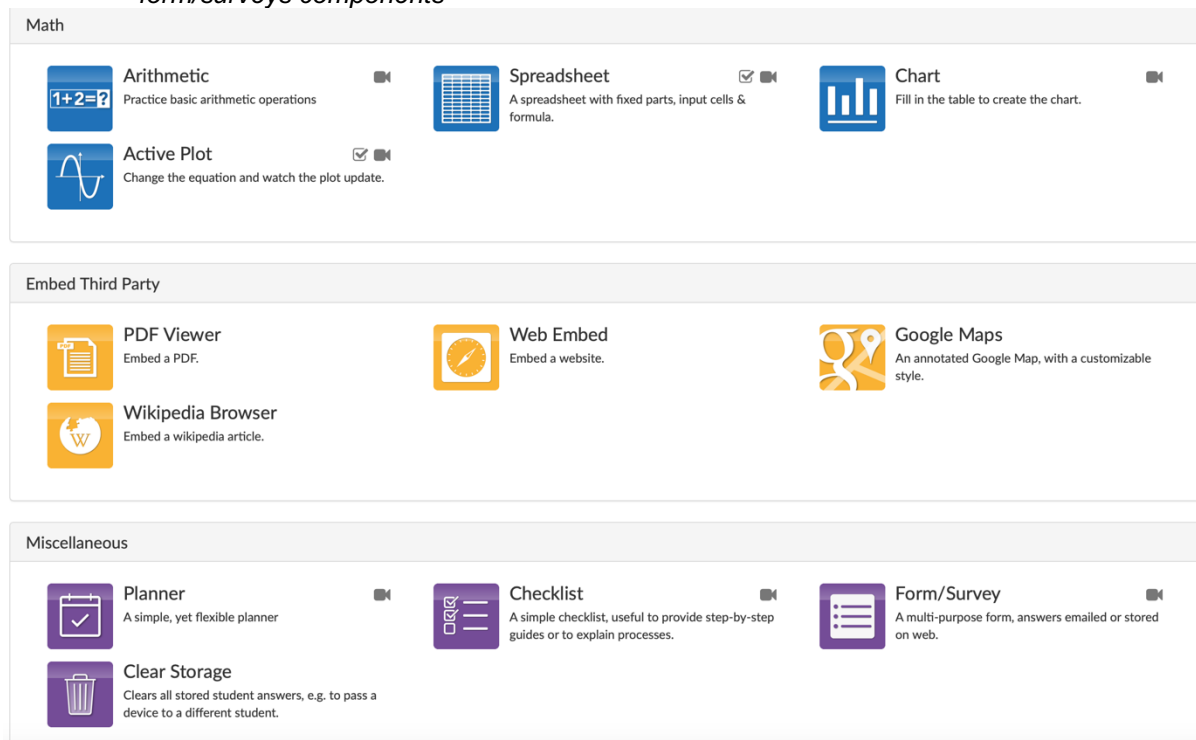 form/surveys components
Math
Arithmetic
Practice basic arithmetic operations
1+2=?
Spreadsheet
A spreadsheet with fixed parts, input cells &
formula.
Chart
Fill in the table to create the chart.
Active Plot
Change the equation and watch the plot update.
Embed Third Party
PDF Viewer
Embed a PDF.
PDF
Web Embed
Embed a website.
Google Maps
An annotated Google Map, with a customizable
style.
g
Wikipedia Browser
Embed a wikipedia article.
W
Miscellaneous
Planner
A simple, yet flexible planner
Checklist
A simple checklist, useful to provide step-by-step
guides or to explain processes.
Form/Survey
A multi-purpose form, answers emailed or stored
on web.
Clear Storage
Clears all stored student answers, e.g. to pass a
device to a different student.